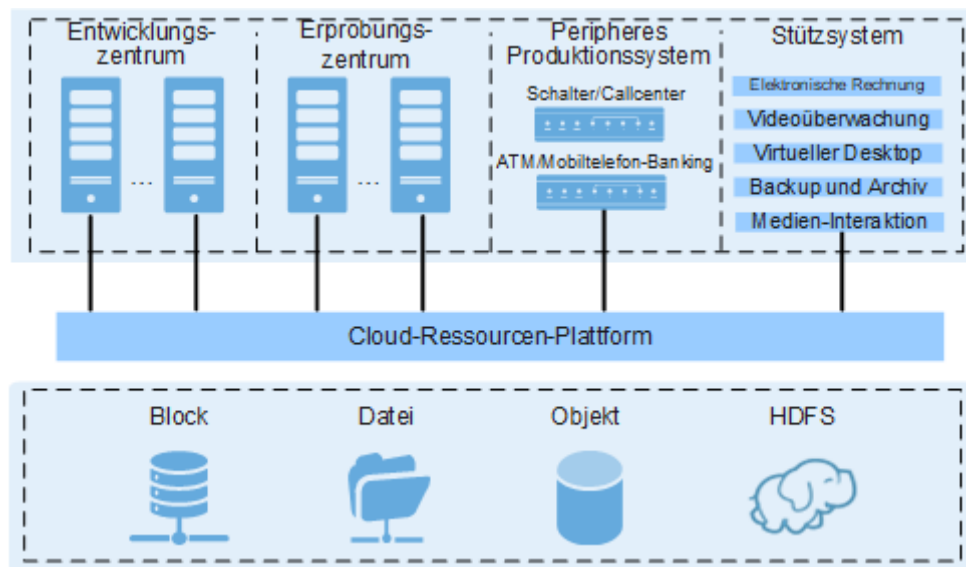 Entwicklungs-
zentrum
Erprobungs-
zentrum
Peripheres
Produktionssystem
Stützsystem
Schalter/Callcenter
ATM/Mobiltelefon-Banking
Elektronische Rechnung
Videoüberwachung
Virtueller Desktop
Backup und Archiv
Medien-Interaktion
...
...
Cloud-Ressourcen-Plattform
Block
Datei
Objekt
HDFS